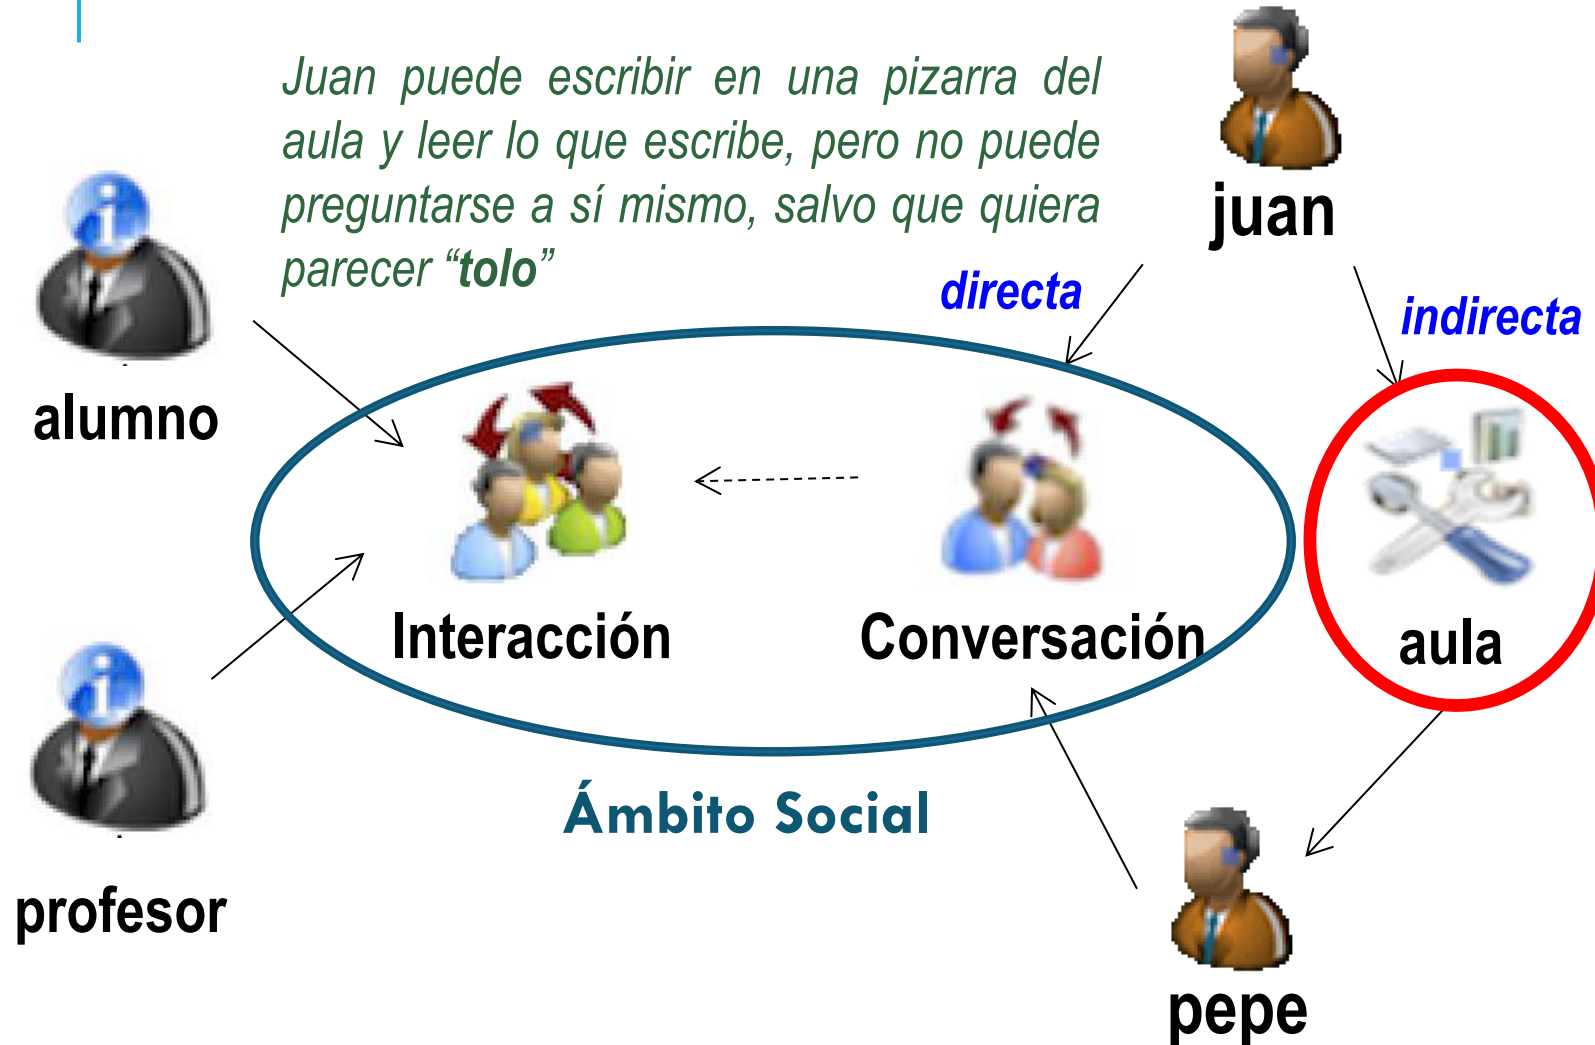 Juan puede escribir en una pizarra del
aula y leer lo que escribe, pero no puede
preguntarse a sí mismo, salvo que quiera
parecer “tolo”
juan
directa
indirecta
alumno
Interacción
Conversación
aula
Ámbito Social
profesor
pepe